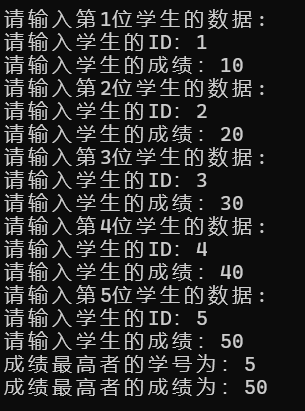 请输入第1位学生的数据:
请输入学生的ID: 1
请输入学生的成绩: 10
请输入第2位学生的数据:
请输入学生的ID: 2
请输入学生的成绩: 20
请输入第3位学生的数据:
请输入学生的ID: 3
请输入学生的成绩: 30
请输入第4位学生的数据:
请输入学生的ID: 4
请输入学生的成绩: 40
请输入第5位学生的数据:
请输入学生的ID: 5
请输入学生的成绩: 50
成绩最高者的学号为: 5
成绩最高者的成绩为: 50